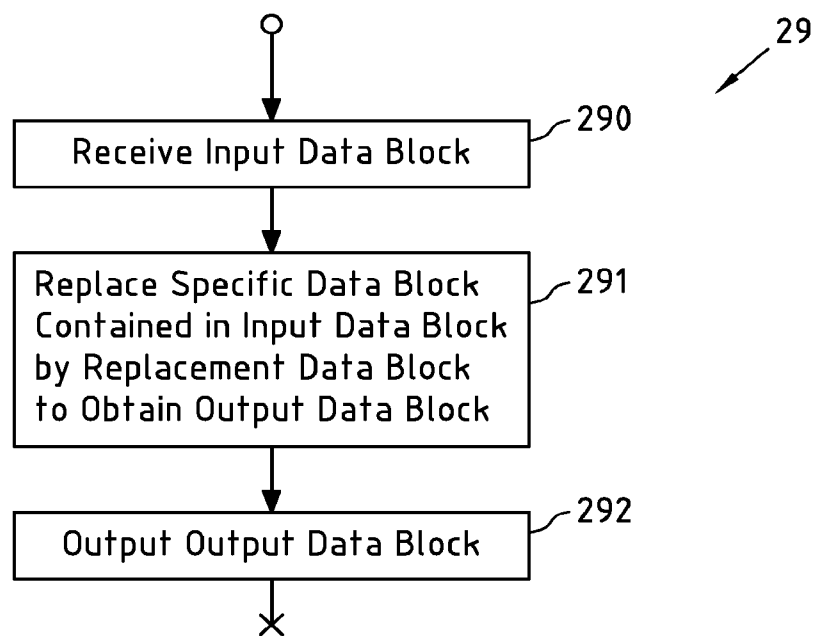 29
290
Receive Input Data Block
291
Replace Specific Data Block
Contained in Input Data Block
by Replacement Data Block
to Obtain Output Data Block
292
Output Output Data Block